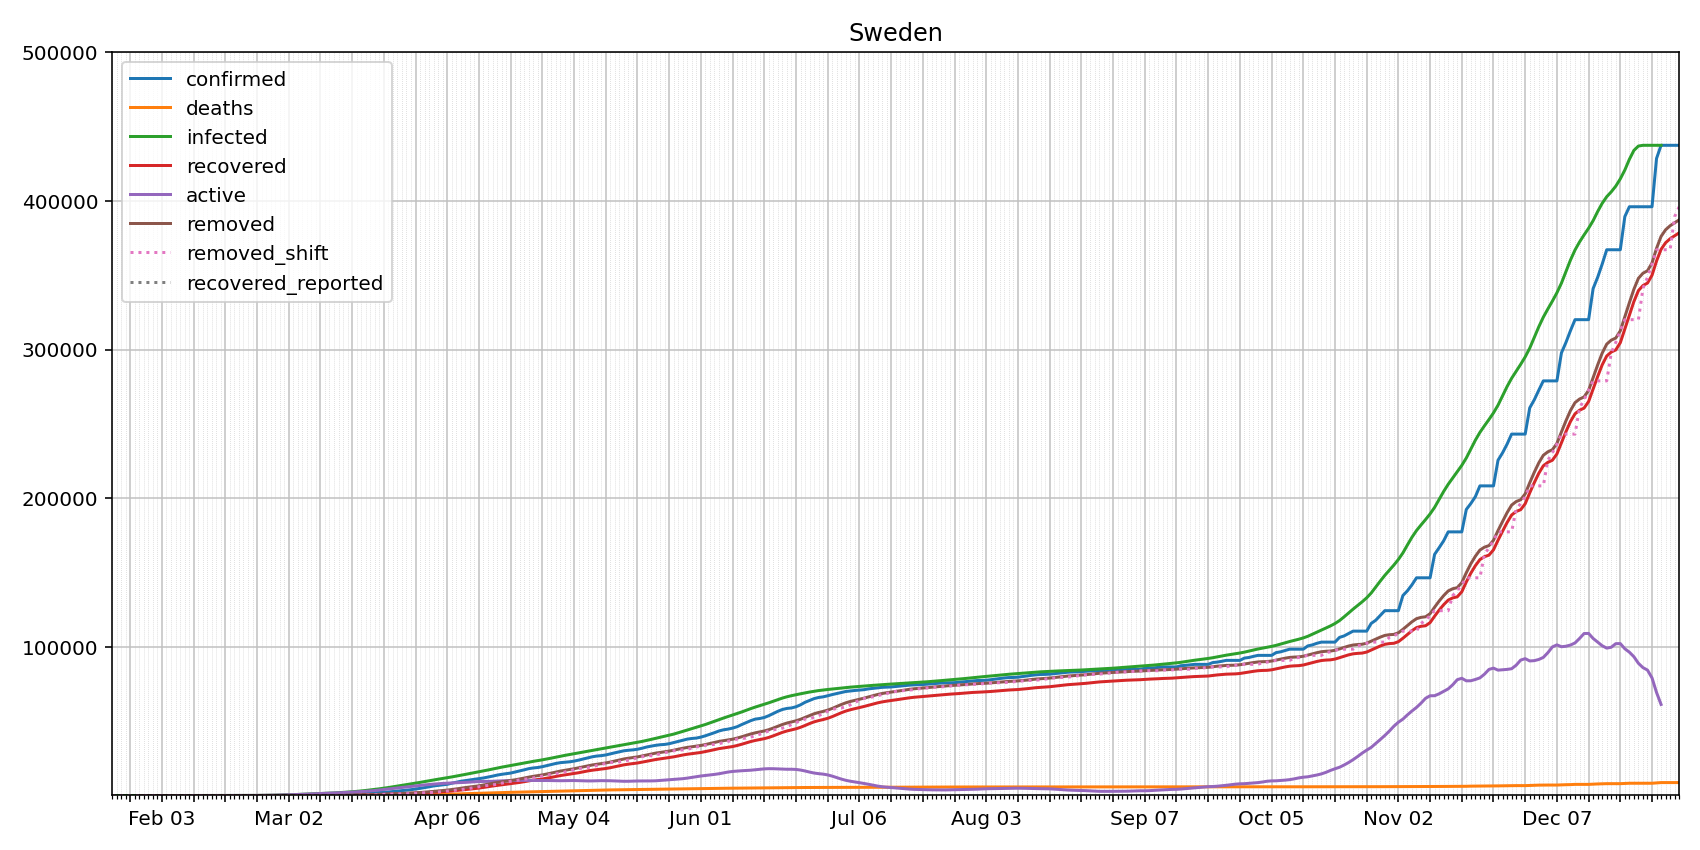 Sweden
500000
400000
300000
200000
100000
confirmed
deaths
infected
recovered
active
removed
removed_shift
recovered_reported
Feb 03 Mar 02 Apr 06 May 04 Jun 01 Jul 06 Aug 03 Sep 07 Oct 05 Nov 02 Dec 07